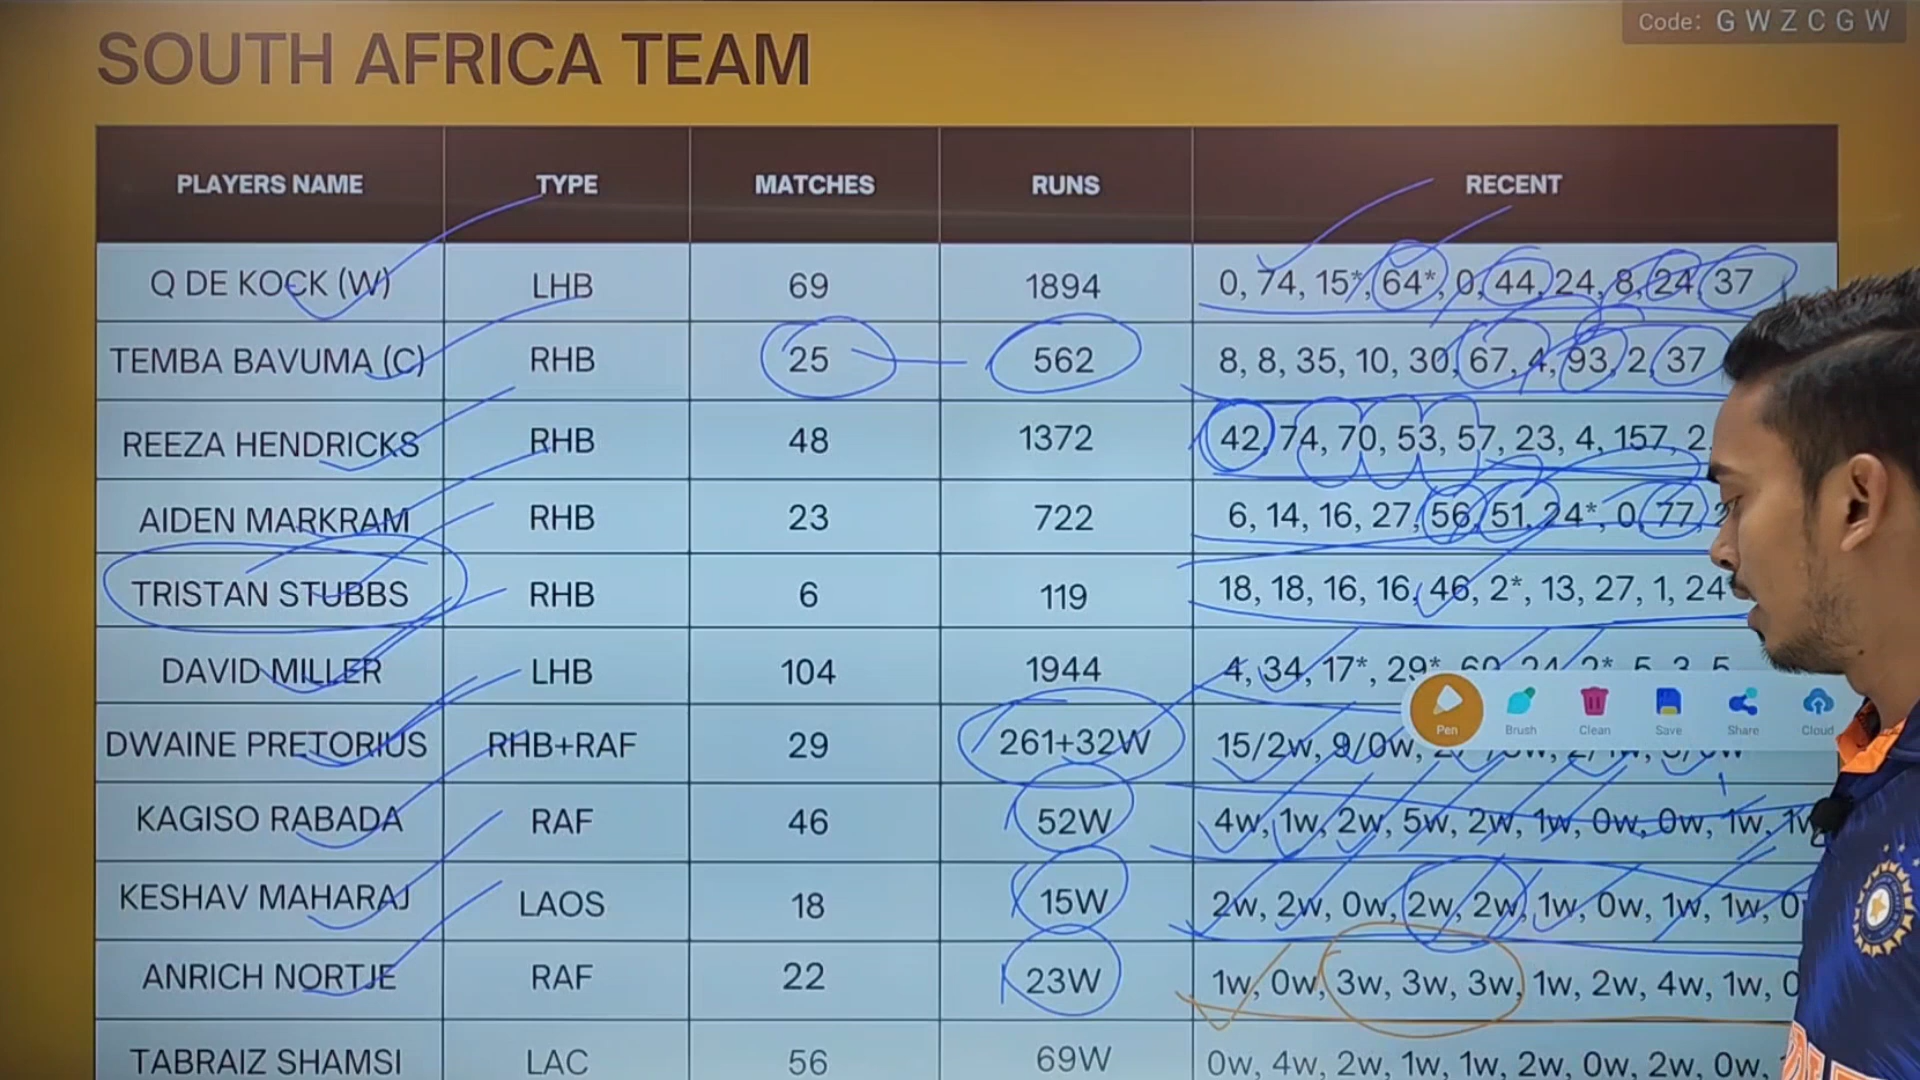 Code: GWZCGW
SOUTH AFRICA TEAM
PLAYERS NAME TYPE MATCHES RUNS RECENT
Q DE KOCK (W) LHB 69 1894 0, 74, 15*, 64*, 0, 44, 24, 8, 24, 37
TEMBA BAVUMA (C) RHB 25 562 8, 8, 35, 10, 30, 67, 4, 93, 2, 37
REEZA HENDRICKS RHB 48 1372 42, 74, 70, 53, 57, 23, 4, 157, 2,
AIDEN MARKRAM RHB 23 722 6, 14, 16, 27, 56, 51, 24*, 0, 77,
TRISTAN STUBBS RHB 6 119 18, 18, 16, 16, 46, 2*, 13, 27, 1, 24*
DAVID MILLER LHB 104 1944 4, 34, 17*, 29*, 60, 24, 2*, 5, 3, 5
DWAINE PRETORIUS RHB+RAF 29 261+32W 15/2w, 9/0w,
Pen Brush Clean Save Share Cloud
KAGISO RABADA RAF 46 52W 4w, 1w, 2w, 5w, 2w, 1w, 0w, 0w, 1w, 1w
KESHAV MAHARAJ LAOS 18 15W 2w, 2w, 0w, 2w, 2w, 1w, 0w, 1w, 1w, 0
ANRICH NORTJE RAF 22 23W 1w, 0w, 3w, 3w, 3w, 1w, 2w, 4w, 1w, 0
TABRAIZ SHAMSI LAC 56 69W 0w, 4w, 2w, 1w, 1w, 2w, 0w, 2w, 0w,